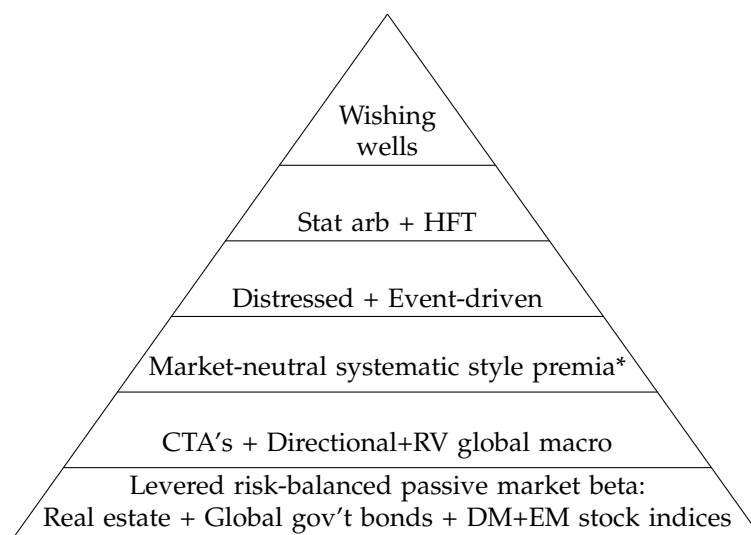 Wishing
wells
Stat arb + HFT
Distressed + Event-driven
Market-neutral systematic style premia*
CTA's + Directional+RV global macro
Levered risk-balanced passive market beta:
Real estate + Global gov't bonds + DM+EM stock indices